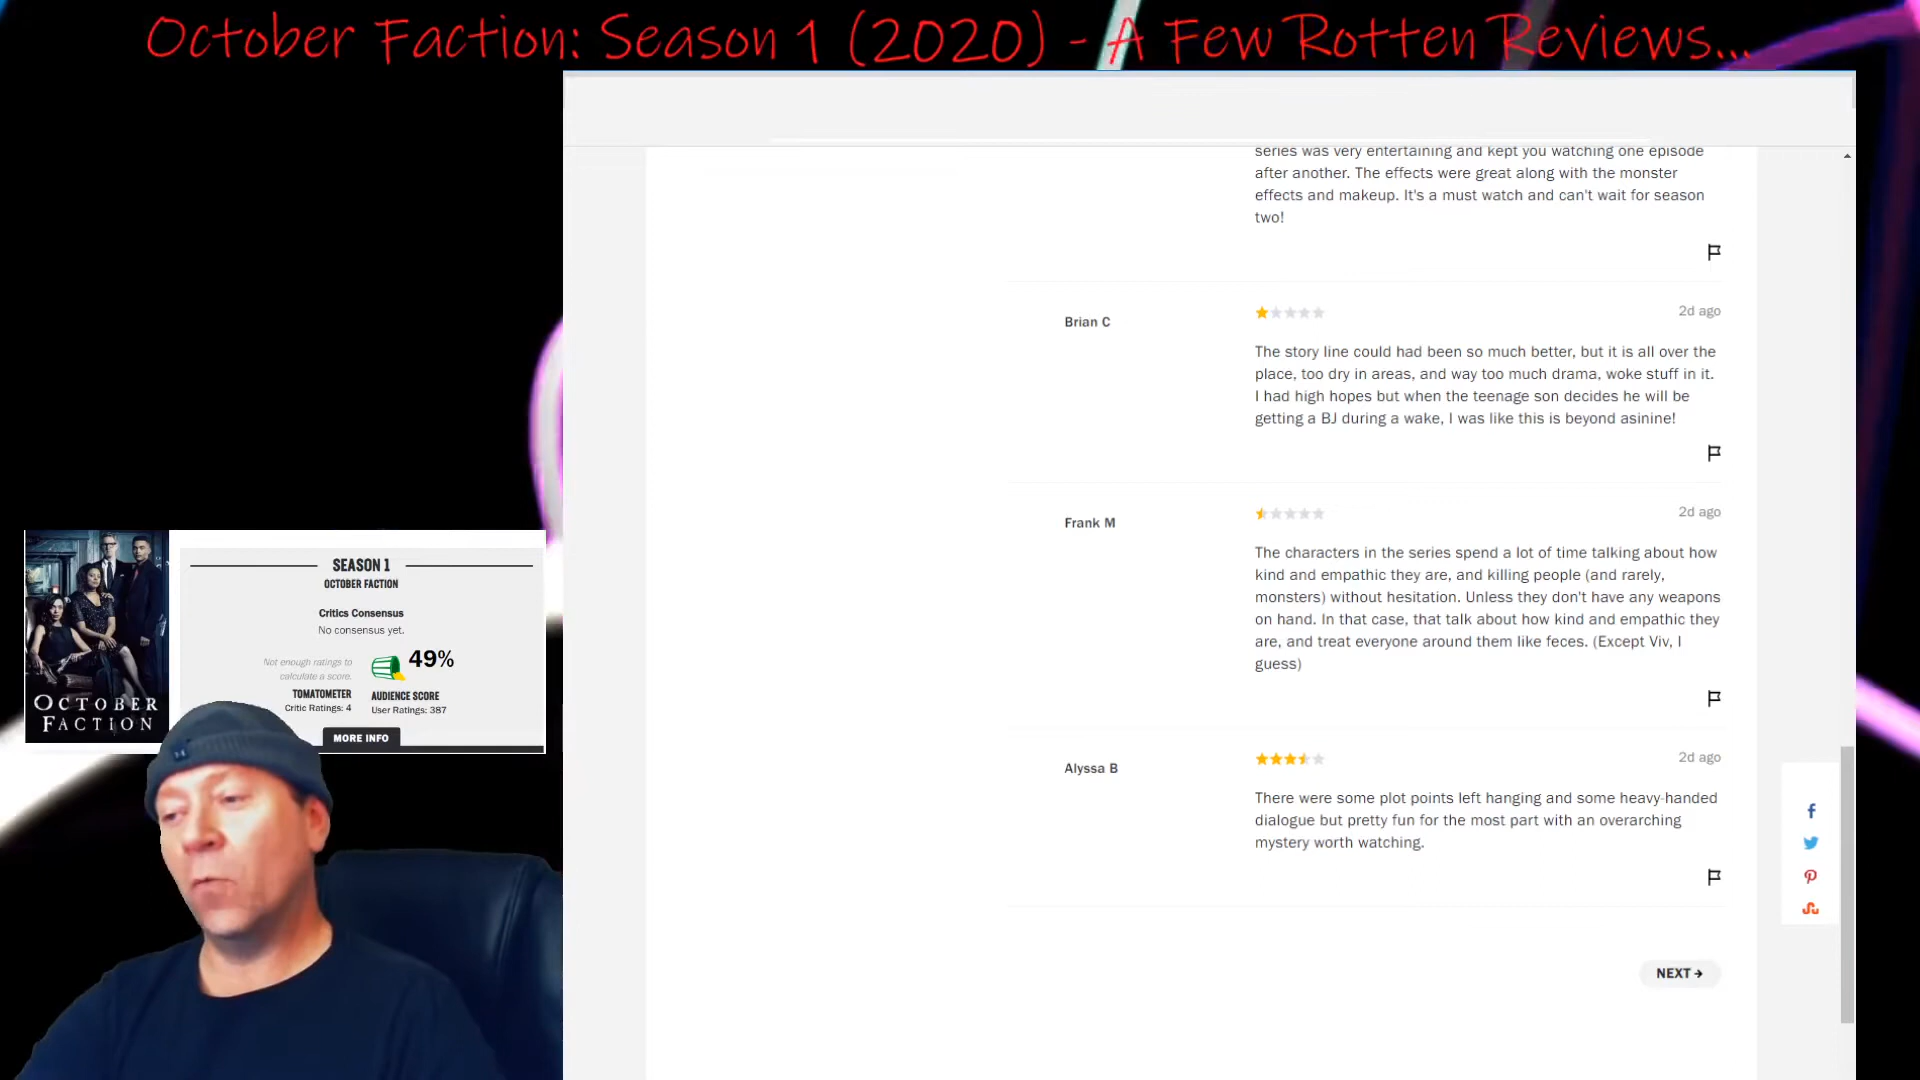 October Faction: Season 1 (2020) - A Few Rotten Reviews...
series was very entertaining and kept you watching one episode
after another. The effects were great along with the monster
effects and makeup. It's a must watch and can't wait for season
two!
Brian C
2d ago
The story line could had been so much better, but it is all over the
place, too dry in areas, and way too much drama, woke stuff in it.
I had high hopes but when the teenage son decides he will be
getting a BJ during a wake, I was like this is beyond asinine!
Frank M
2d ago
The characters in the series spend a lot of time talking about how
kind and empathic they are, and killing people (and rarely,
monsters) without hesitation. Unless they don't have any weapons
on hand. In that case, that talk about how kind and empathic they
are, and treat everyone around them like feces. (Except Viv, I
guess)
Alyssa B
2d ago
There were some plot points left hanging and some heavy-handed
dialogue but pretty fun for the most part with an overarching
mystery worth watching.
NEXT
OCTOBER
FACTION
SEASON 1
OCTOBER FACTION
Critics Consensus
No consensus yet.
Not enough ratings to
calculate a score.
TOMATOMETER
Critic Ratings: 4
49%
AUDIENCE SCORE
User Ratings: 387
MORE INFO